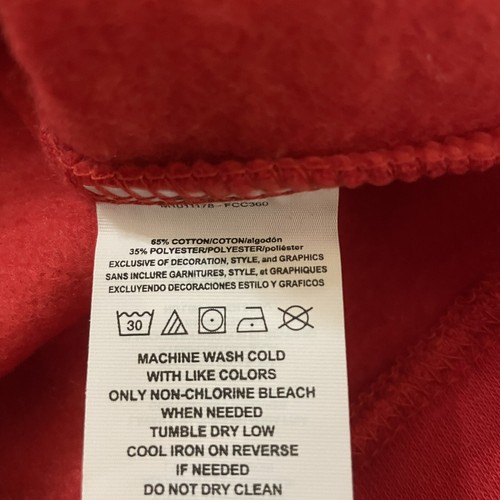 65% COTTON/COTON/algodón
35% POLYESTER/POLYESTER/poliéster
EXCLUSIVE OF DECORATION, STYLE, and GRAPHICS
SANS INCLURE GARNITURES, STYLE, et GRAPHIQUES
EXCLUYENDO DECORACIONES ESTILO Y GRAFICOS
30
MACHINE WASH COLD
WITH LIKE COLORS
ONLY NON-CHLORINE BLEACH
WHEN NEEDED
TUMBLE DRY LOW
COOL IRON ON REVERSE
IF NEEDED
DO NOT DRY CLEAN